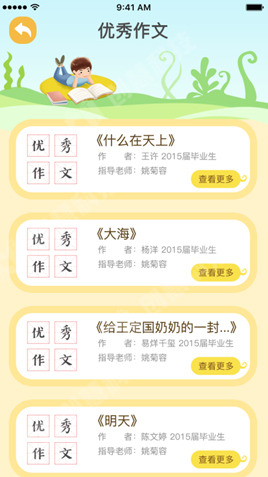 9:41 AM
优秀作文
优秀
作文
《什么在天上》
作 者：王许 2015届毕业生
指导老师：姚菊容
查看更多
优秀
作文
《大海》
作 者：杨洋 2015届毕业生
指导老师：姚菊容
查看更多
优秀
作文
《给王定国奶奶的一封...》
作 者：易烊千玺 2015届毕业生
指导老师：姚菊容
查看更多
优秀
作文
《明天》
作 者：陈文婷 2015届毕业生
指导老师：姚菊容
查看更多